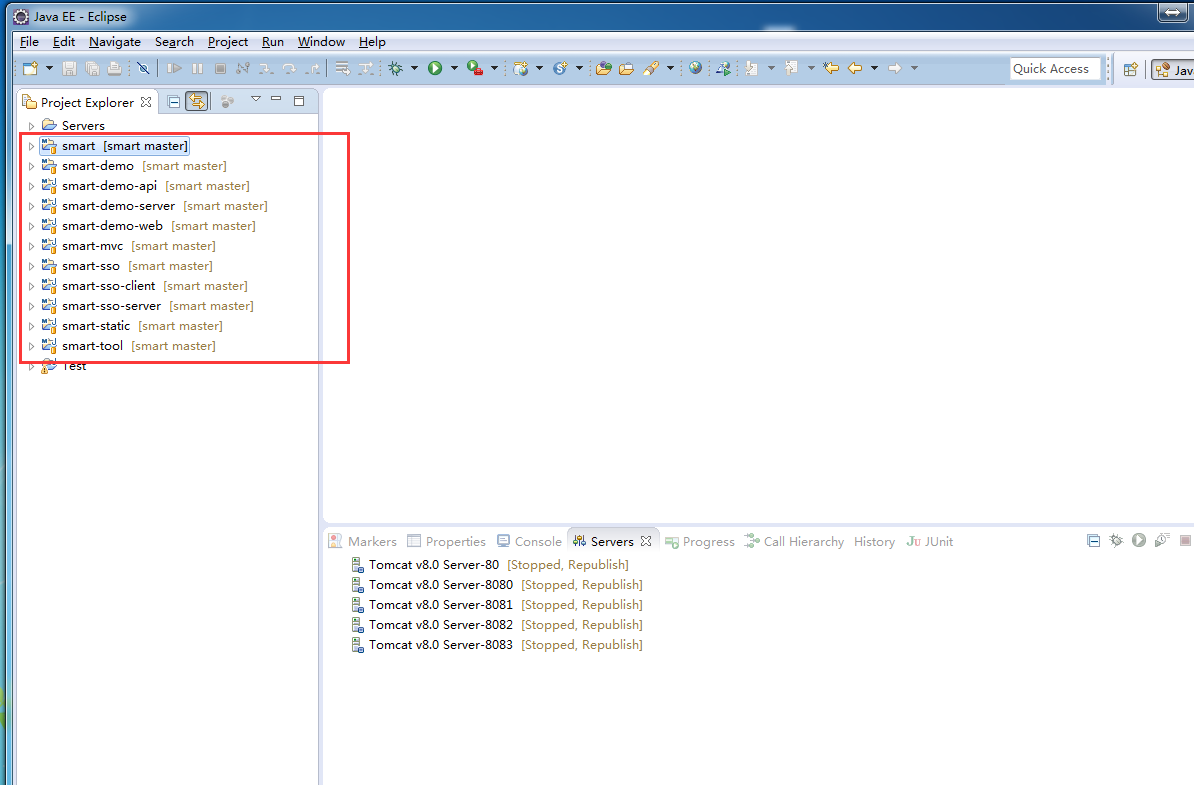 Java EE - Eclipse
File Edit Navigate Search Project Run Window Help
Quick Access
Jav
Project Explorer
Servers
smart [smart master]
smart-demo [smart master]
smart-demo-api [smart master]
smart-demo-server [smart master]
smart-demo-web [smart master]
smart-mvc [smart master]
smart-sso [smart master]
smart-sso-client [smart master]
smart-sso-server [smart master]
smart-static [smart master]
smart-tool [smart master]
Test
Markers Properties Console Servers Progress Call Hierarchy History Ju JUnit
Tomcat v8.0 Server-80 [Stopped, Republish]
Tomcat v8.0 Server-8080 [Stopped, Republish]
Tomcat v8.0 Server-8081 [Stopped, Republish]
Tomcat v8.0 Server-8082 [Stopped, Republish]
Tomcat v8.0 Server-8083 [Stopped, Republish]